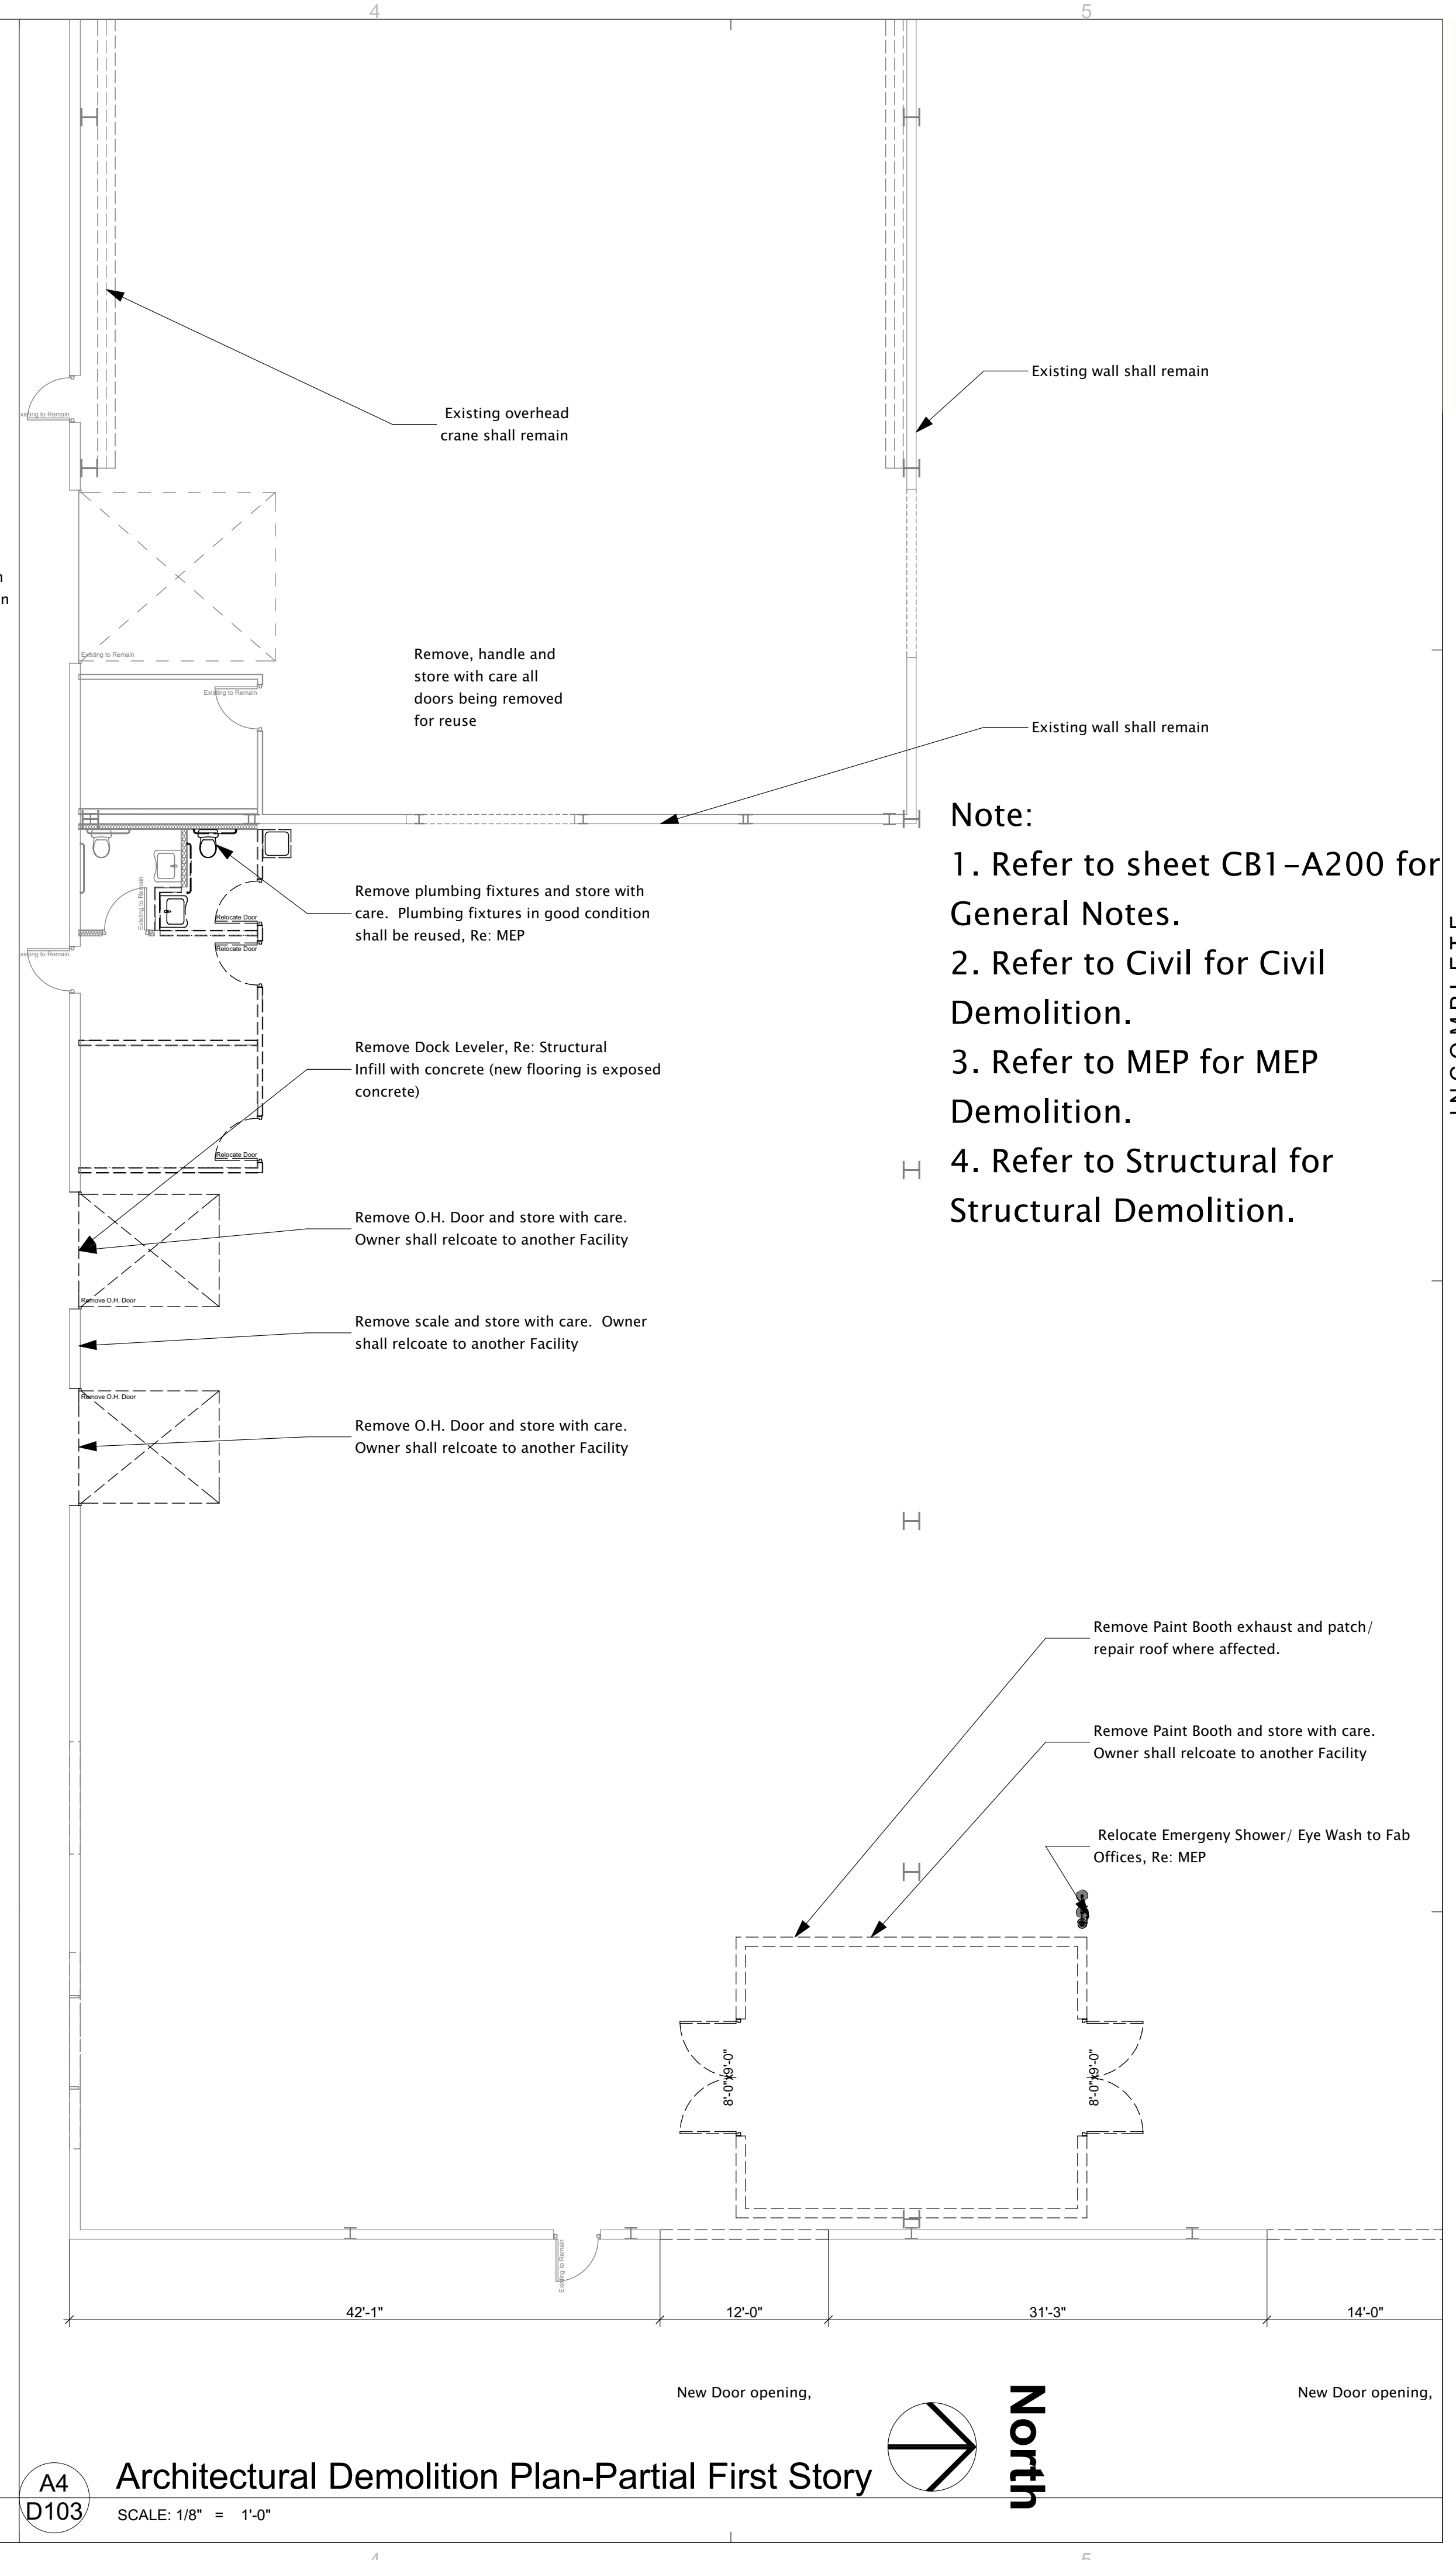 4
5
Existing wall shall remain
xisting to Remain
Existing overhead
crane shall remain
n
n
Remove, handle and
store with care all
doors being removed
for reuse
Existing to Remain
Existing to Remain
Existing wall shall remain
Note:
1. Refer to sheet CB1-A200 for
General Notes.
2. Refer to Civil for Civil
Demolition.
3. Refer to MEP for MEP
Demolition.
4. Refer to Structural for
Structural Demolition.
Existing to Remain
Relocate Door
Relocate Door
xisting to Remain
Remove plumbing fixtures and store with
care. Plumbing fixtures in good condition
shall be reused, Re: MEP
Remove Dock Leveler, Re: Structural
Infill with concrete (new flooring is exposed
concrete)
Relocate Door
Remove O.H. Door and store with care.
Owner shall relcoate to another Facility
Remove O.H. Door
Remove scale and store with care. Owner
shall relcoate to another Facility
Remove O.H. Door
Remove O.H. Door and store with care.
Owner shall relcoate to another Facility
Remove Paint Booth exhaust and patch/
repair roof where affected.
Remove Paint Booth and store with care.
Owner shall relcoate to another Facility
Relocate Emergeny Shower/ Eye Wash to Fab
Offices, Re: MEP
8'-0"x9'-0"
8'-0"x9'-0"
Existing to Remain
42'-1"
12'-0"
31'-3"
14'-0"
New Door opening,
New Door opening,
North
A4
D103
Architectural Demolition Plan-Partial First Story
SCALE: 1/8" = 1'-0"
4
5